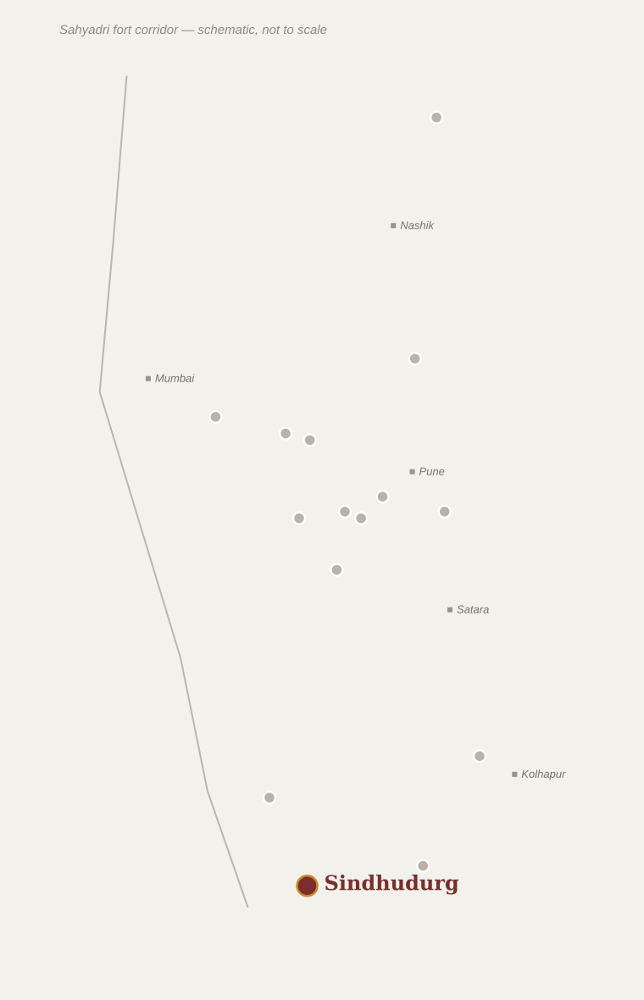 Sahyadri fort corridor — schematic, not to scale
Nashik
Mumbai
Pune
Satara
Kolhapur
Sindhudurg